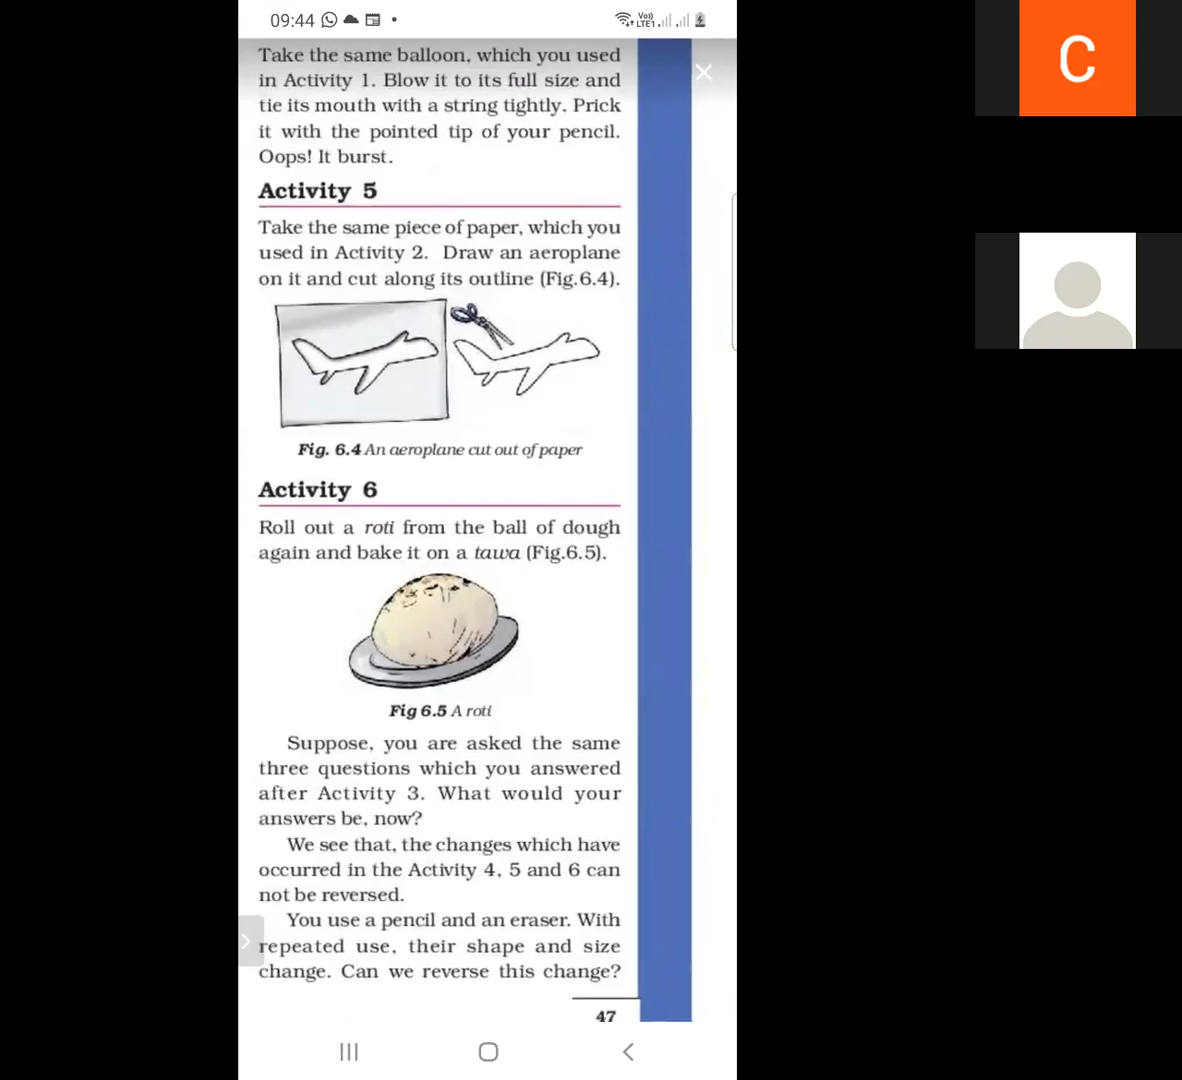 09:44
Vo))
LTE1
Take the same balloon, which you used
in Activity 1. Blow it to its full size and
tie its mouth with a string tightly. Prick
it with the pointed tip of your pencil.
Oops! It burst.
Activity 5
Take the same piece of paper, which you
used in Activity 2. Draw an aeroplane
on it and cut along its outline (Fig.6.4).
Fig. 6.4 An aeroplane cut out of paper
Activity 6
Roll out a roti from the ball of dough
again and bake it on a tawa (Fig.6.5).
Fig 6.5 A roti
Suppose, you are asked the same
three questions which you answered
after Activity 3. What would your
answers be, now?
We see that, the changes which have
occurred in the Activity 4, 5 and 6 can
not be reversed.
You use a pencil and an eraser. With
repeated use, their shape and size
change. Can we reverse this change?
47
C